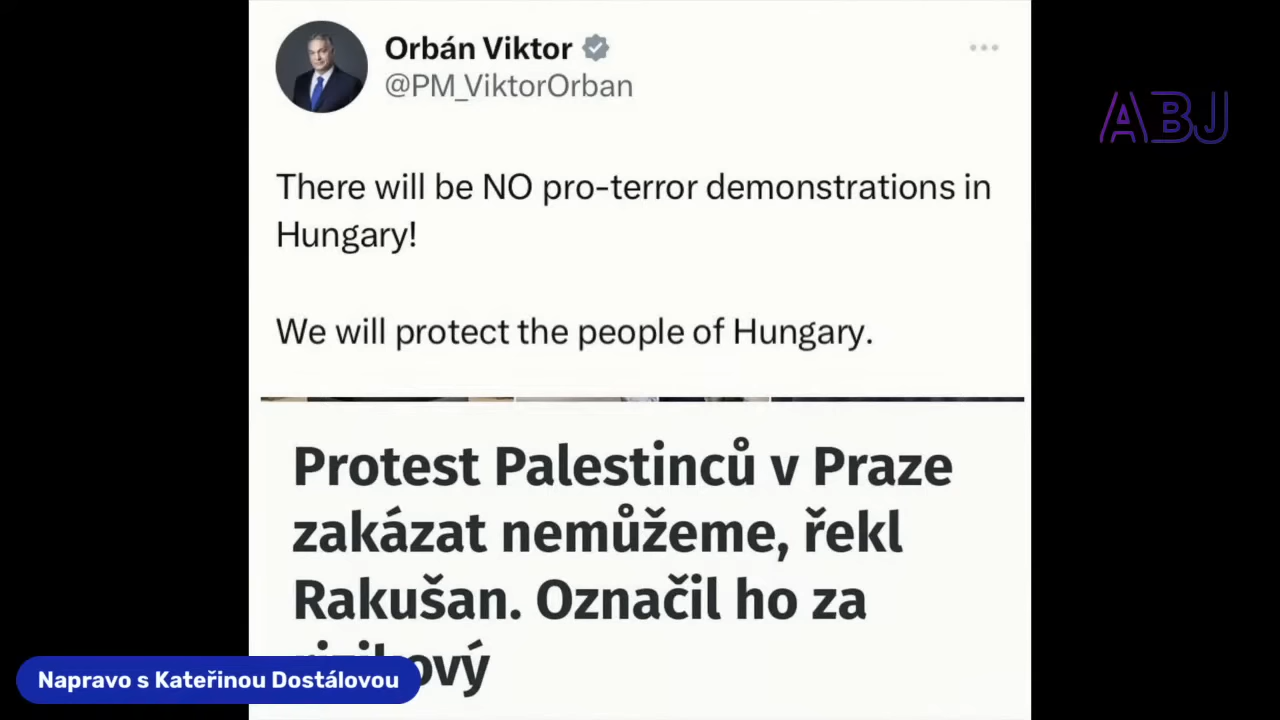 Orbán Viktor
@PM_ViktorOrban
ABJ
There will be NO pro-terror demonstrations in
Hungary!
We will protect the people of Hungary.
Protest Palestinců v Praze
zakázat nemůžeme, řekl
Rakušan. Označil ho za
Napravo s Kateřinou Dostálovou